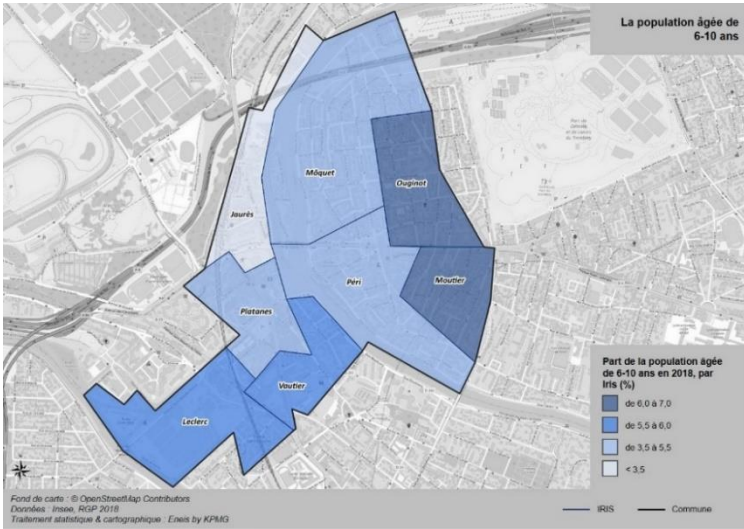 La population âgée de
6-10 ans
Môquet
Ouginot
Jaurès
Péri
Moutier
Platanes
Vautier
Leclerc
Part de la population âgée
de 6-10 ans en 2018, par
Iris (%)
de 6,0 à 7,0
de 5,5 à 6,0
de 3,5 à 5,5
< 3,5
Fond de carte : © OpenStreetMap Contributors
Données : Insee, RGP 2018
Traitement statistique & cartographique : Eneis by KPMG
IRIS
Commune